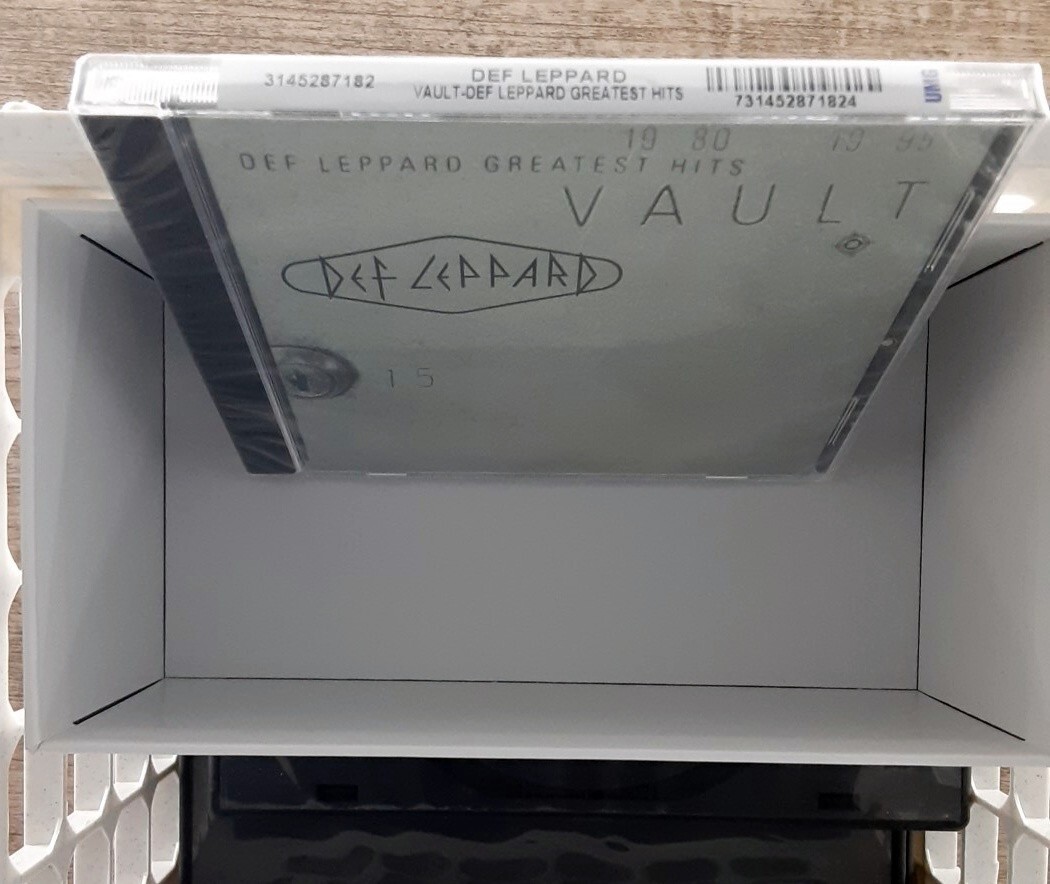 3145287182
DEF LEPPARD
VAULT-DEF LEPPARD GREATEST HITS
731452871824
UMG
19 80 19 95
DEF LEPPARD GREATEST HITS
VAULT
DEF LEPPARD
15